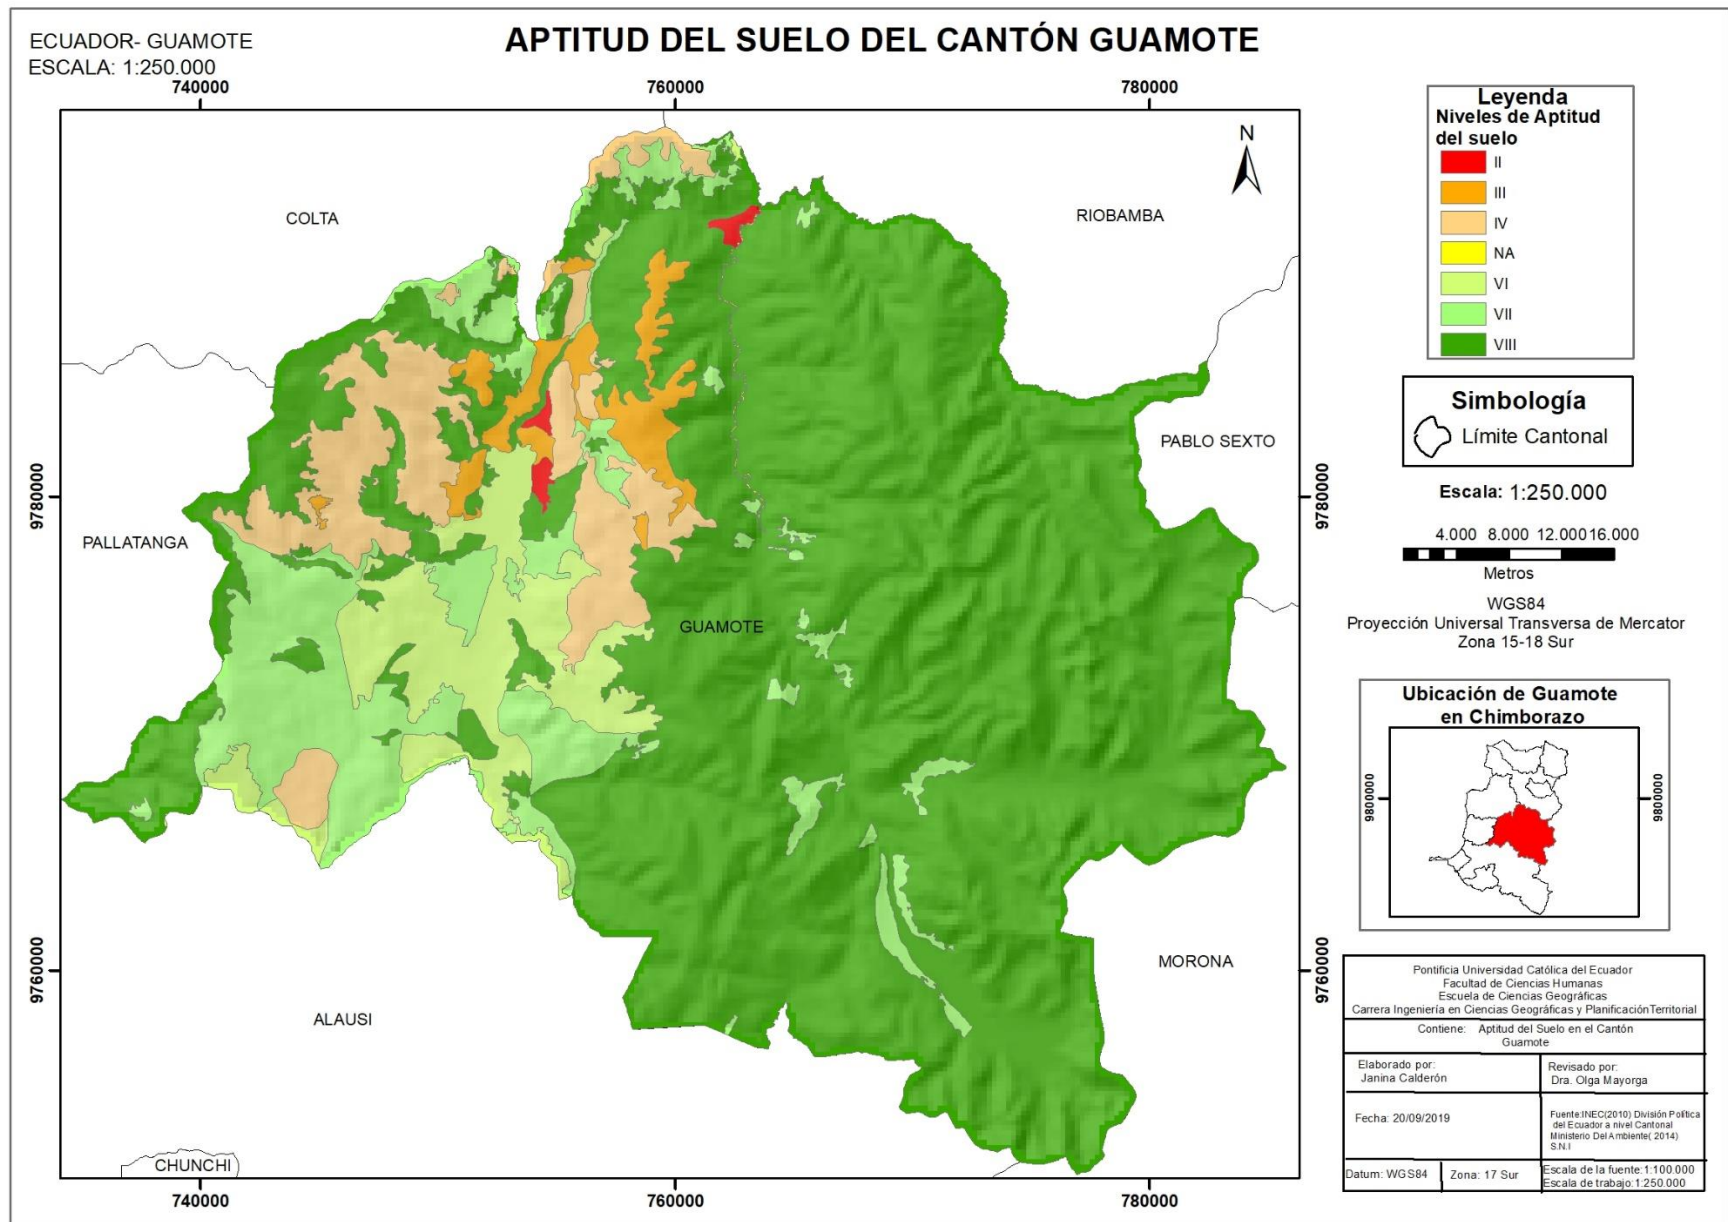 ECUADOR- GUAMOTE
ESCALA: 1:250.000
APTITUD DEL SUELO DEL CANTÓN GUAMOTE
740000
760000
780000
N
COLTA
RIOBAMBA
PABLO SEXTO
PALLATANGA
GUAMOTE
MORONA
ALAUSI
CHUNCHI
9780000
9760000
9780000
9760000
740000
760000
780000
Leyenda
Niveles de Aptitud
del suelo
II
III
IV
NA
VI
VII
VIII
Simbología
Límite Cantonal
Escala: 1:250.000
4.000 8.000 12.000 16.000
Metros
WGS84
Proyección Universal Transversa de Mercator
Zona 15-18 Sur
Ubicación de Guamote
en Chimborazo
9800000
9800000
Pontificia Universidad Católica del Ecuador
Facultad de Ciencias Humanas
Escuela de Ciencias Geográficas
Carrera Ingeniería en Ciencias Geográficas y PlanificaciónTerritorial
Contiene: Aptitud del Suelo en el Cantón
Guamote
Elaborado por:
Janina Calderón
Revisado por:
Dra. Olga Mayorga
Fecha: 20/09/2019
Fuente:INEC(2010) División Política
del Ecuador a nivel Cantonal
Ministerio Del Ambiente( 2014)
S.N.I
Datum: WGS84
Zona: 17 Sur
Escala de la fuente:1:100.000
Escala de trabajo:1:250.000